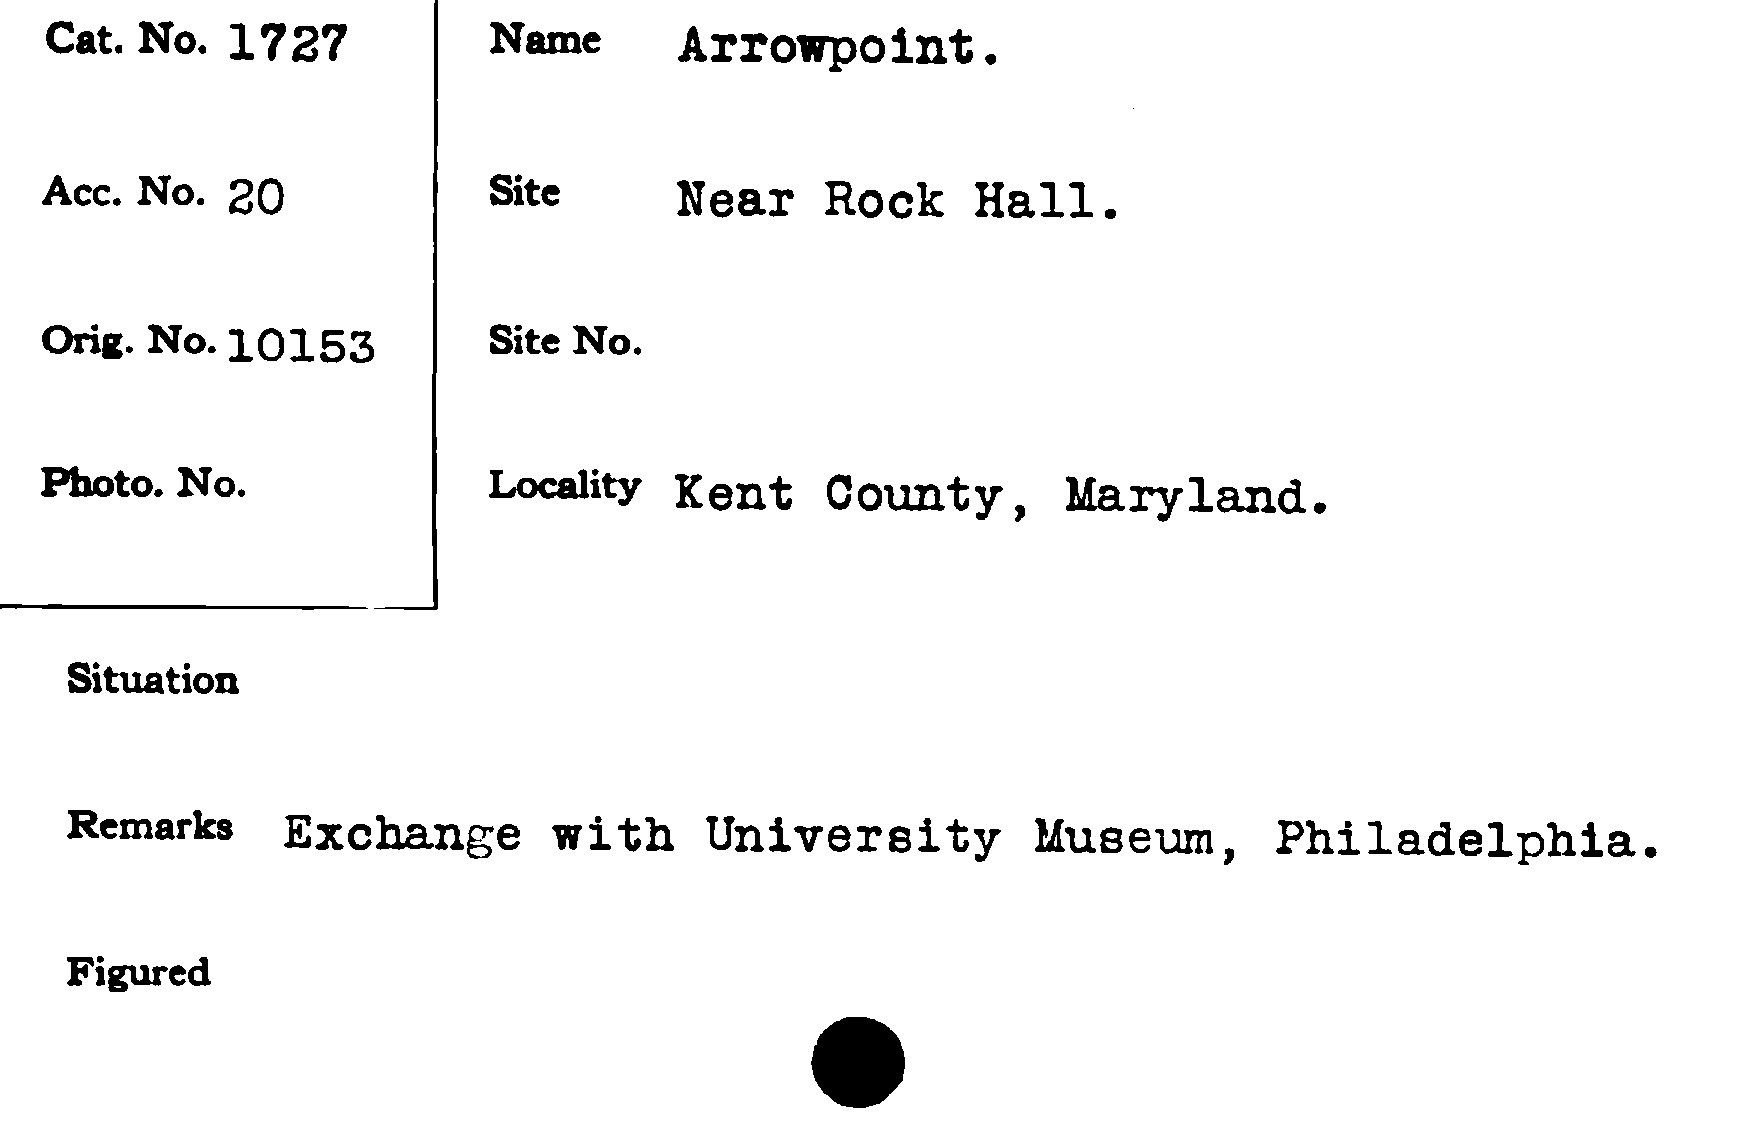 Cat. No. 1727
Acc. No. 20
Orig. No. 10153
Photo. No.
Name Arrowpoint.
Site Near Rock Hall.
Site No.
Locality Kent County, Maryland.
Situation
Remarks Exchange with University Museum, Philadelphia.
Figured